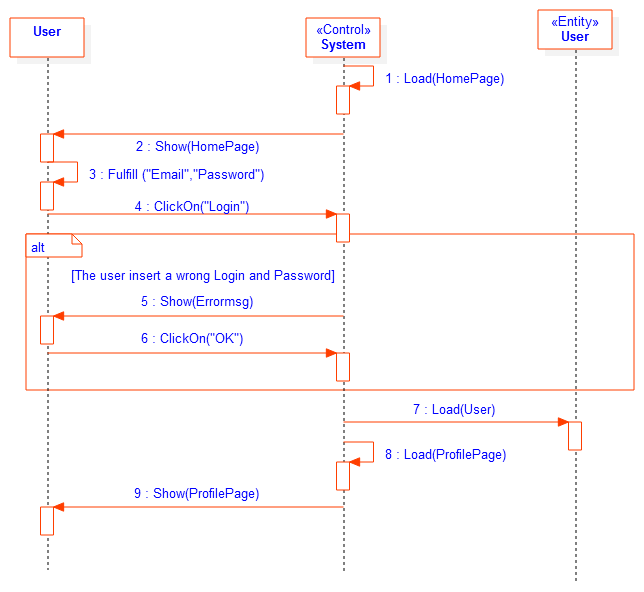 User
«Control»
System
«Entity»
User
1 : Load(HomePage)
2 : Show(HomePage)
3 : Fulfill ("Email","Password")
4 : ClickOn("Login")
alt
[The user insert a wrong Login and Password]
5 : Show(Errormsg)
6 : ClickOn("OK")
7 : Load(User)
8 : Load(ProfilePage)
9 : Show(ProfilePage)